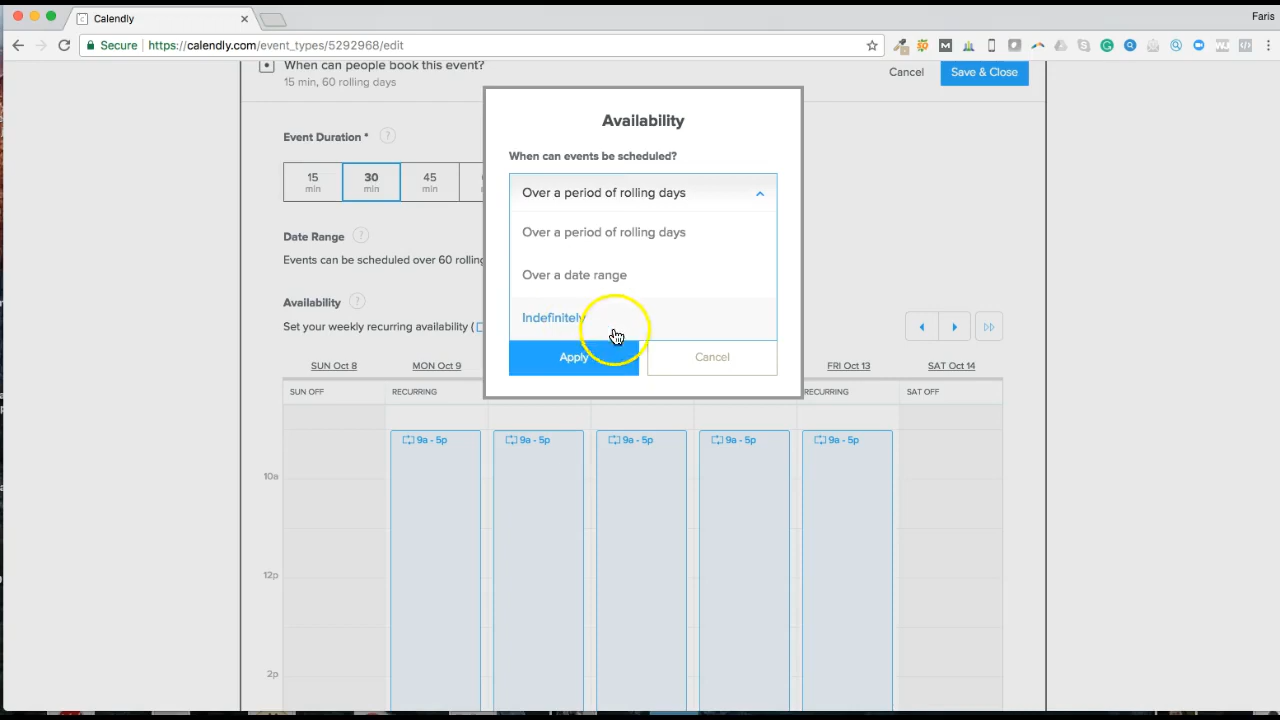 Calendly
Faris
Secure
https://calendly.com/event_types/5292968/edit
When can people book this event?
15 min, 60 rolling days
Cancel
Save & Close
Event Duration * ?
15 min
30 min
45 min
Date Range ?
Events can be scheduled over 60 rolling
Availability ?
Set your weekly recurring availability (
Availability
When can events be scheduled?
Over a period of rolling days
Over a period of rolling days
Over a date range
Indefinitely
Apply
Cancel
SUN Oct 8
MON Oct 9
FRI Oct 13
SAT Oct 14
SUN OFF
RECURRING
RECURRING
SAT OFF
9a - 5p
9a - 5p
9a - 5p
9a - 5p
9a - 5p
10a
12p
2p